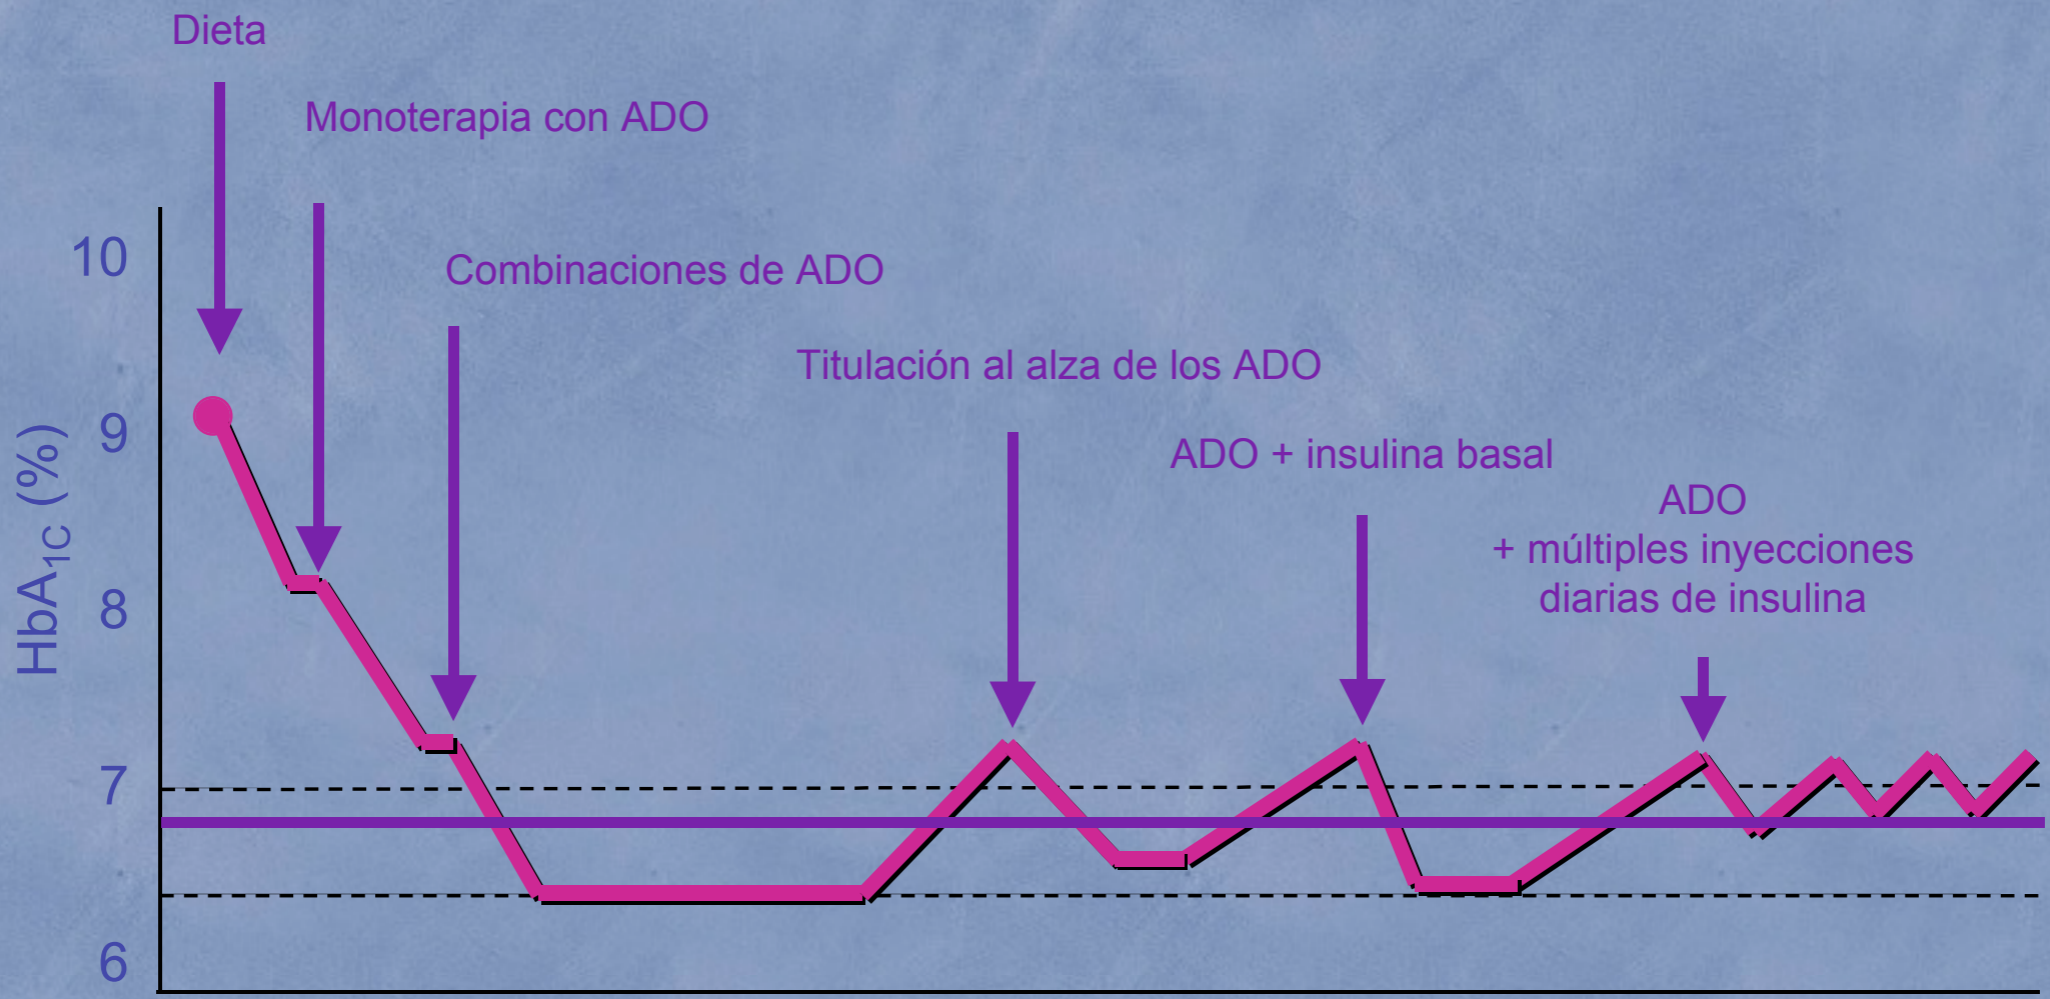 Dieta
Monoterapia con ADO
Combinaciones de ADO
Titulación al alza de los ADO
ADO + insulina basal
ADO
+ múltiples inyecciones
diarias de insulina
HbA1C (%)
10
9
8
7
6